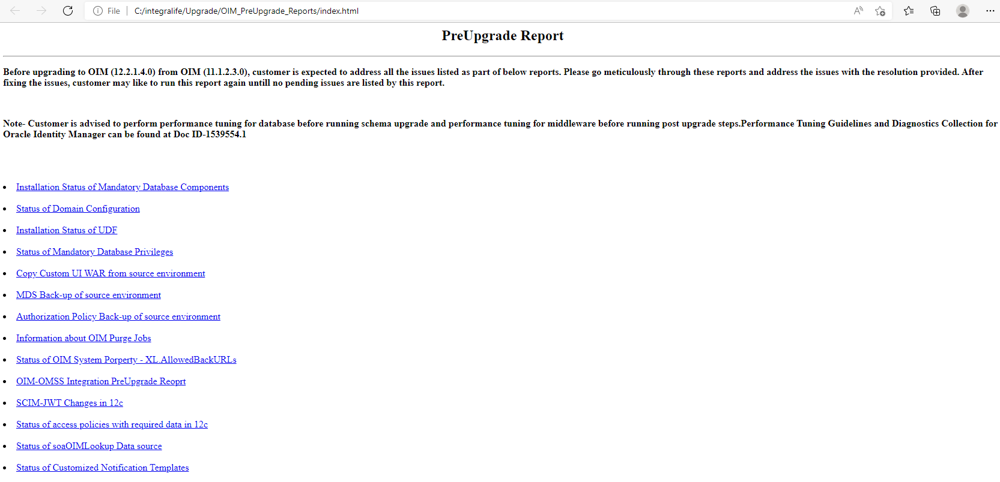 File | C:/integralife/Upgrade/OIM_PreUpgrade_Reports/index.html
PreUpgrade Report
Before upgrading to OIM (12.2.1.4.0) from OIM (11.1.2.3.0), customer is expected to address all the issues listed as part of below reports. Please go meticulously through these reports and address the issues with the resolution provided. After
fixing the issues, customer may like to run this report again untill no pending issues are listed by this report.
Note- Customer is advised to perform performance tuning for database before running schema upgrade and performance tuning for middleware before running post upgrade steps.Performance Tuning Guidelines and Diagnostics Collection for
Oracle Identity Manager can be found at Doc ID-1539554.1
• Installation Status of Mandatory Database Components
• Status of Domain Configuration
• Installation Status of UDF
• Status of Mandatory Database Privileges
• Copy Custom UI WAR from source environment
• MDS Back-up of source environment
• Authorization Policy Back-up of source environment
• Information about OIM Purge Jobs
• Status of OIM System Porperty - XL.AllowedBackURLs
• OIM-OMSS Integration PreUpgrade Reoprt
• SCIM-JWT Changes in 12c
• Status of access policies with required data in 12c
• Status of soaOIMLookup Data source
• Status of Customized Notification Templates